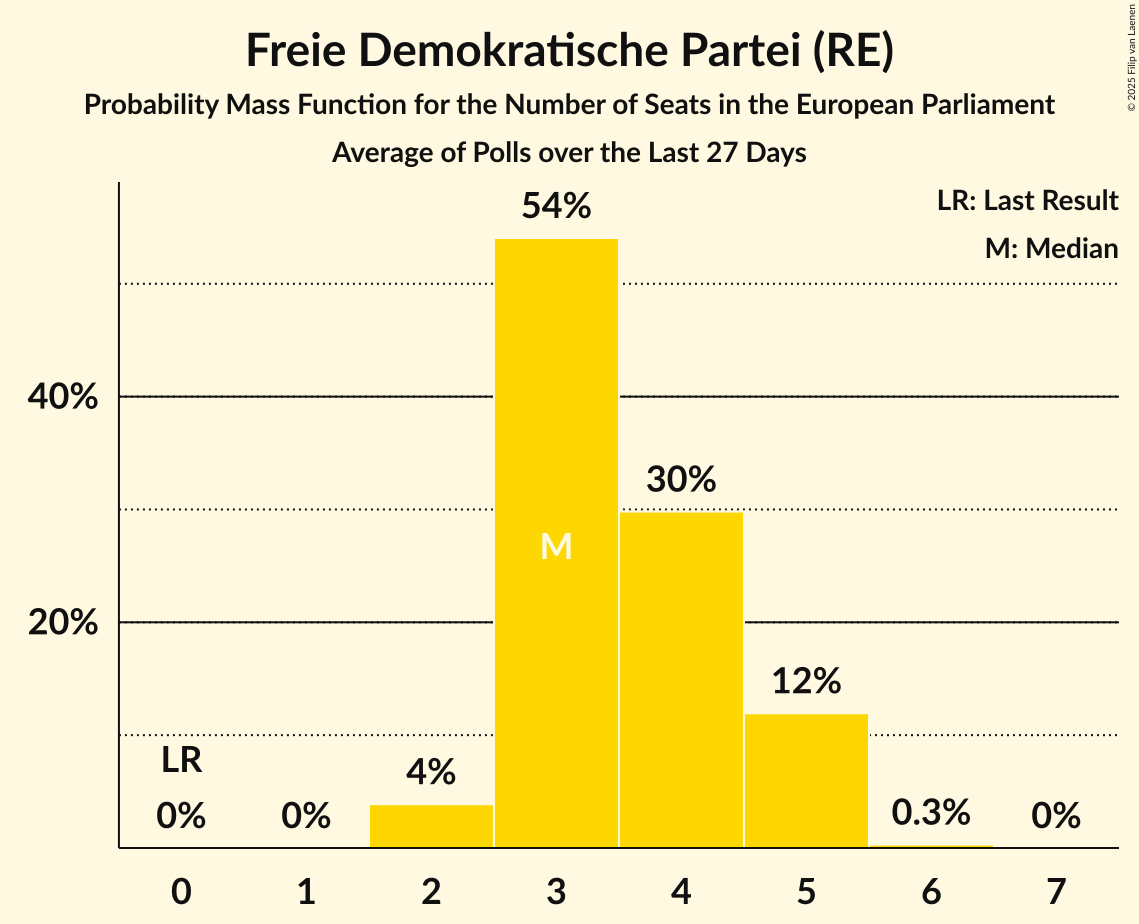 Freie Demokratische Partei (RE)
Probability Mass Function for the Number of Seats in the European Parliament
Average of Polls over the Last 27 Days
© 2025 Filip van Laenen
LR: Last Result
M: Median
54%
40%
30%
M
20%
12%
LR
4%
0%
0%
0.3%
0%
0 1 2 3 4 5 6 7